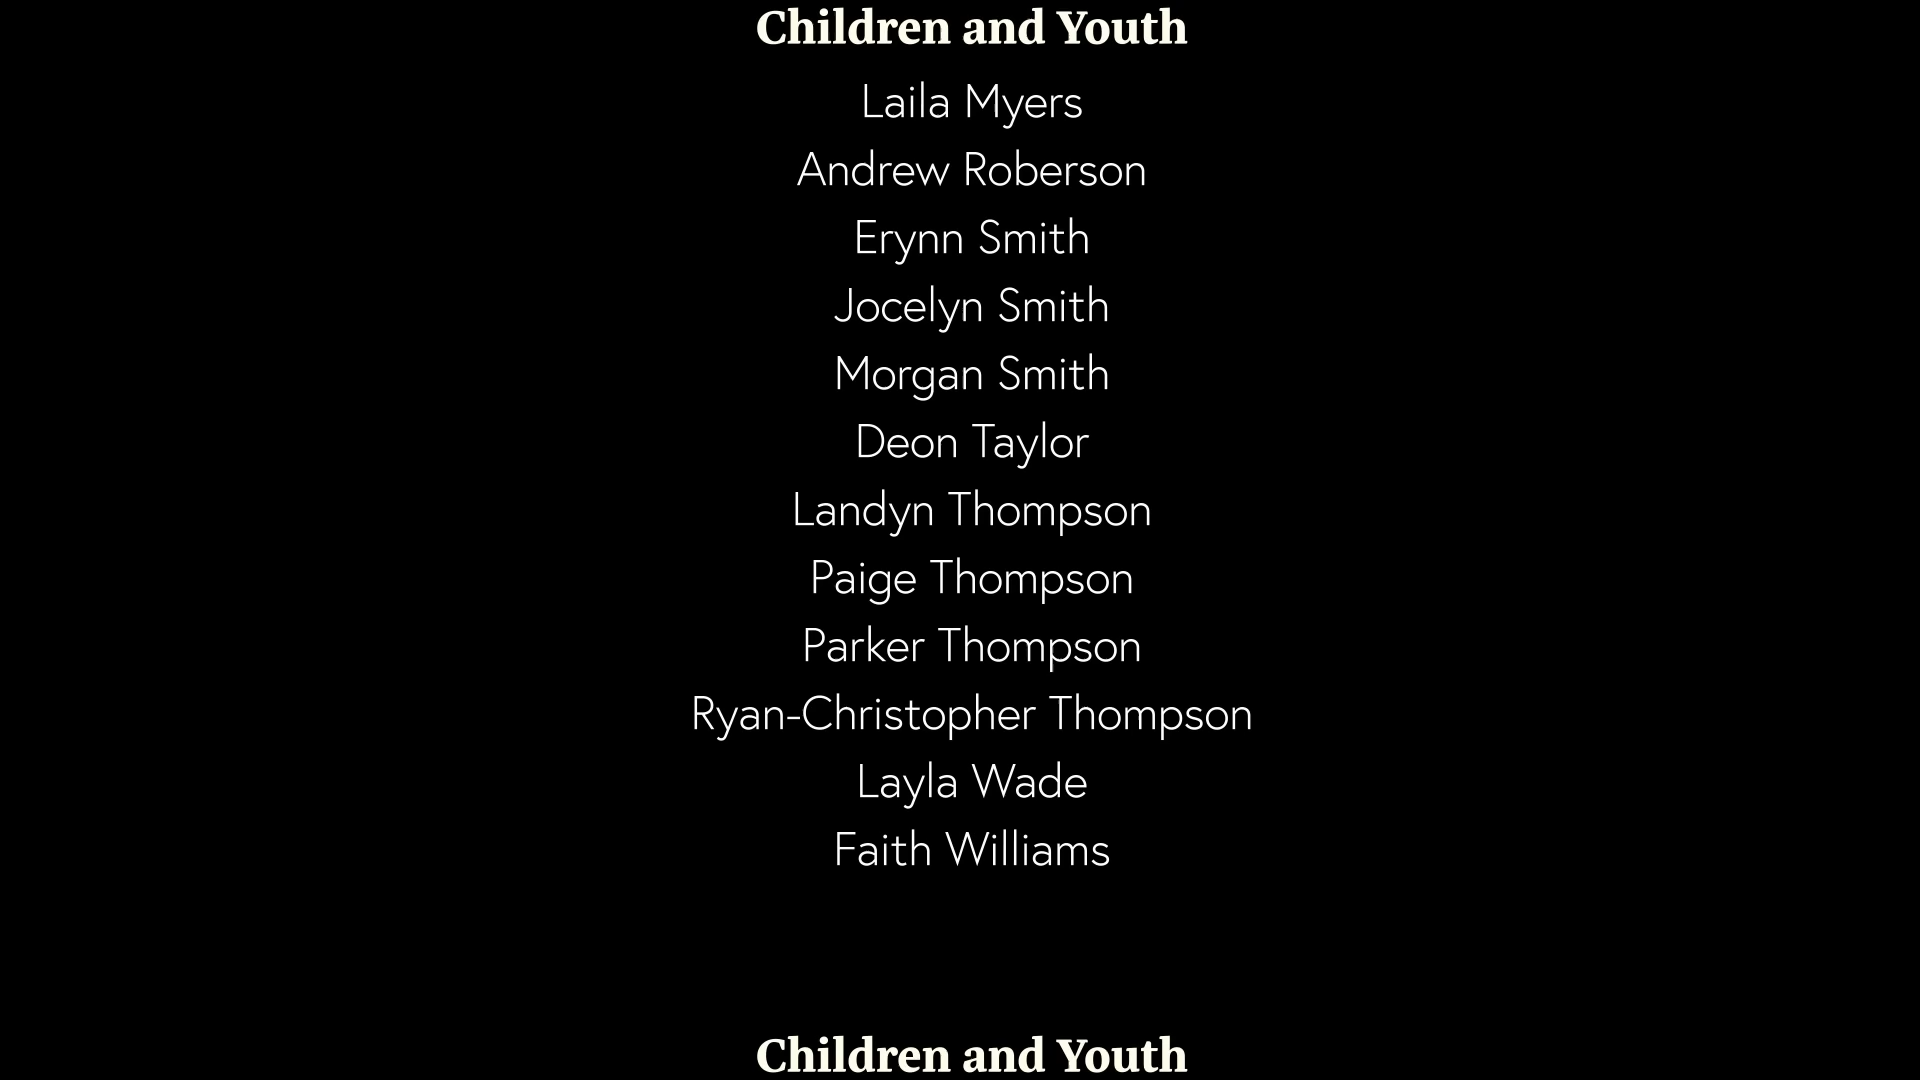 Children and Youth
Laila Myers
Andrew Roberson
Erynn Smith
Jocelyn Smith
Morgan Smith
Deon Taylor
Landyn Thompson
Paige Thompson
Parker Thompson
Ryan-Christopher Thompson
Layla Wade
Faith Williams
Children and Youth